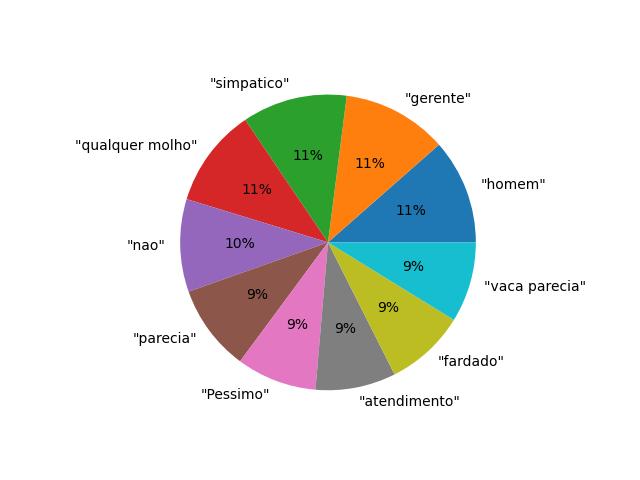 "simpatico"
"gerente"
"qualquer molho"
11%
11%
11%
"homem"
11%
"nao"
10%
9%
9%
"vaca parecia"
9%
9%
9%
"parecia"
"fardado"
"Pessimo"
"atendimento"